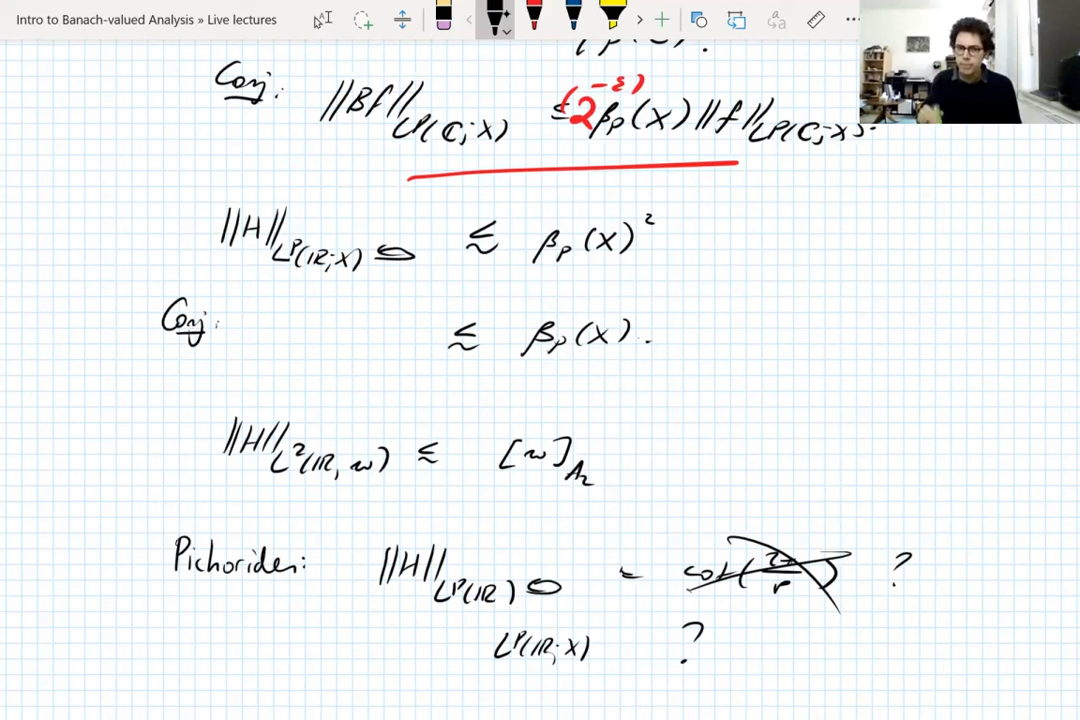 Intro to Banach-valued Analysis » Live lectures
Conj: ||Bf||_{L^p(C;X)} ≤ (2^{-ε}) β_p(X) ||f||_{L^p(C;X)}.
||H||_{L^p(ℝ;X)↺} ≲ β_p(X)²
Conj: ≲ β_p(X).
||H||_{L²(ℝ,w)} ≲ [w]_{A₂}
Pichorides: ||H||_{L^p(ℝ)↺} = cot( ) ?
L^p(ℝ;X) ?